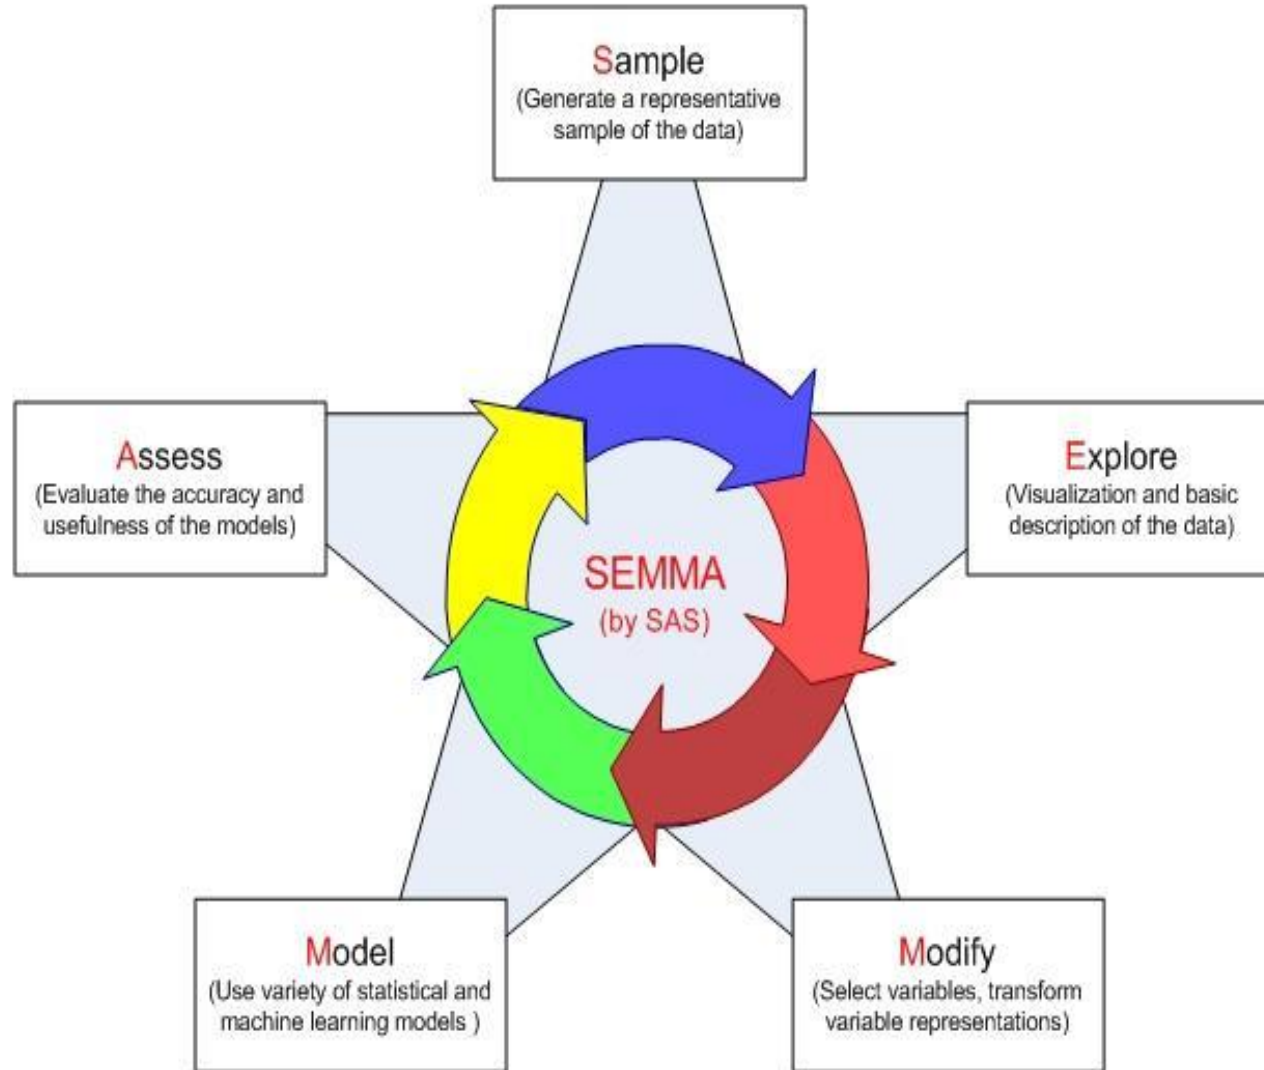 Sample
(Generate a representative
sample of the data)
Assess
(Evaluate the accuracy and
usefulness of the models)
Explore
(Visualization and basic
description of the data)
SEMMA
(by SAS)
Model
(Use variety of statistical and
machine learning models )
Modify
(Select variables, transform
variable representations)